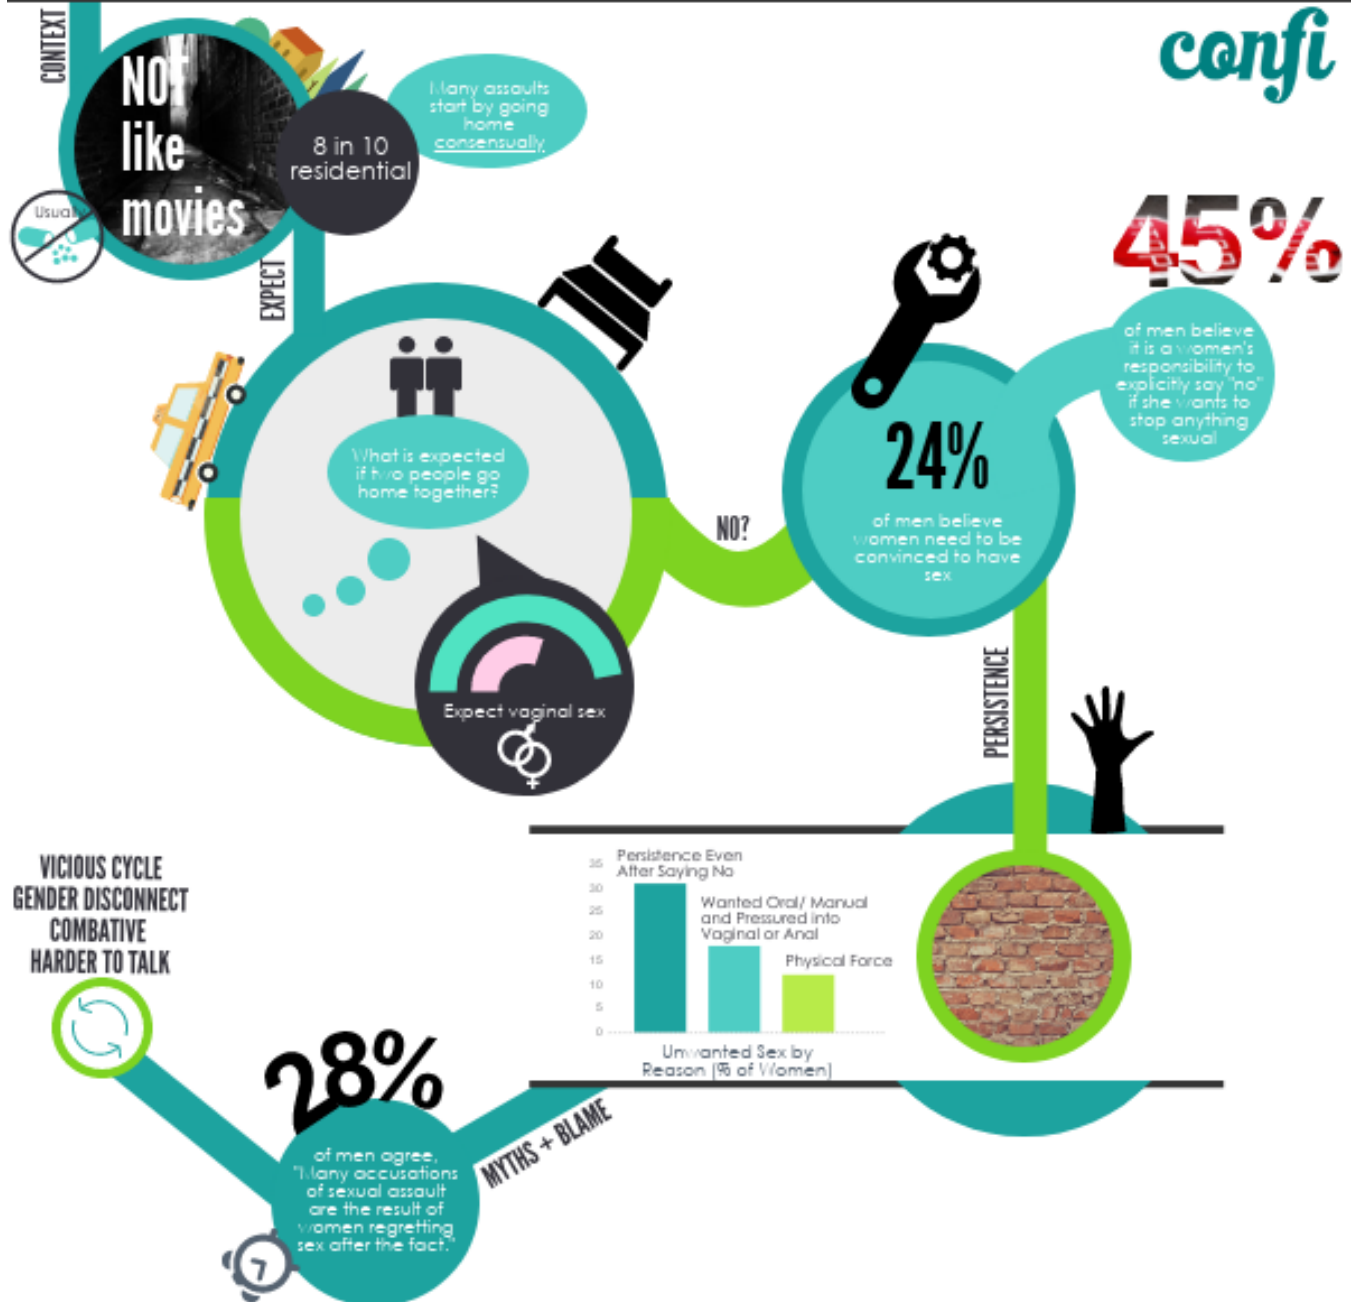 CONTEXT
confi
NOT
like
movies
8 in 10
residential
Many assaults
start by going
home
consensually
Usually
EXPECT
45%
of men believe
it is a women's
responsibility to
explicitly say "no"
if she wants to
stop anything
sexual
24%
of men believe
women need to be
convinced to have
sex
What is expected
if two people go
home together?
NO?
Expect vaginal sex
PERSISTENCE
35
30
25
20
15
10
5
0
Persistence Even
After Saying No
Wanted Oral/ Manual
and Pressured into
Vaginal or Anal
Physical Force
Unwanted Sex by
Reason (% of Women)
MYTHS + BLAME
28%
of men agree,
"Many accusations
of sexual assault
are the result of
women regretting
sex after the fact."
VICIOUS CYCLE
GENDER DISCONNECT
COMBATIVE
HARDER TO TALK